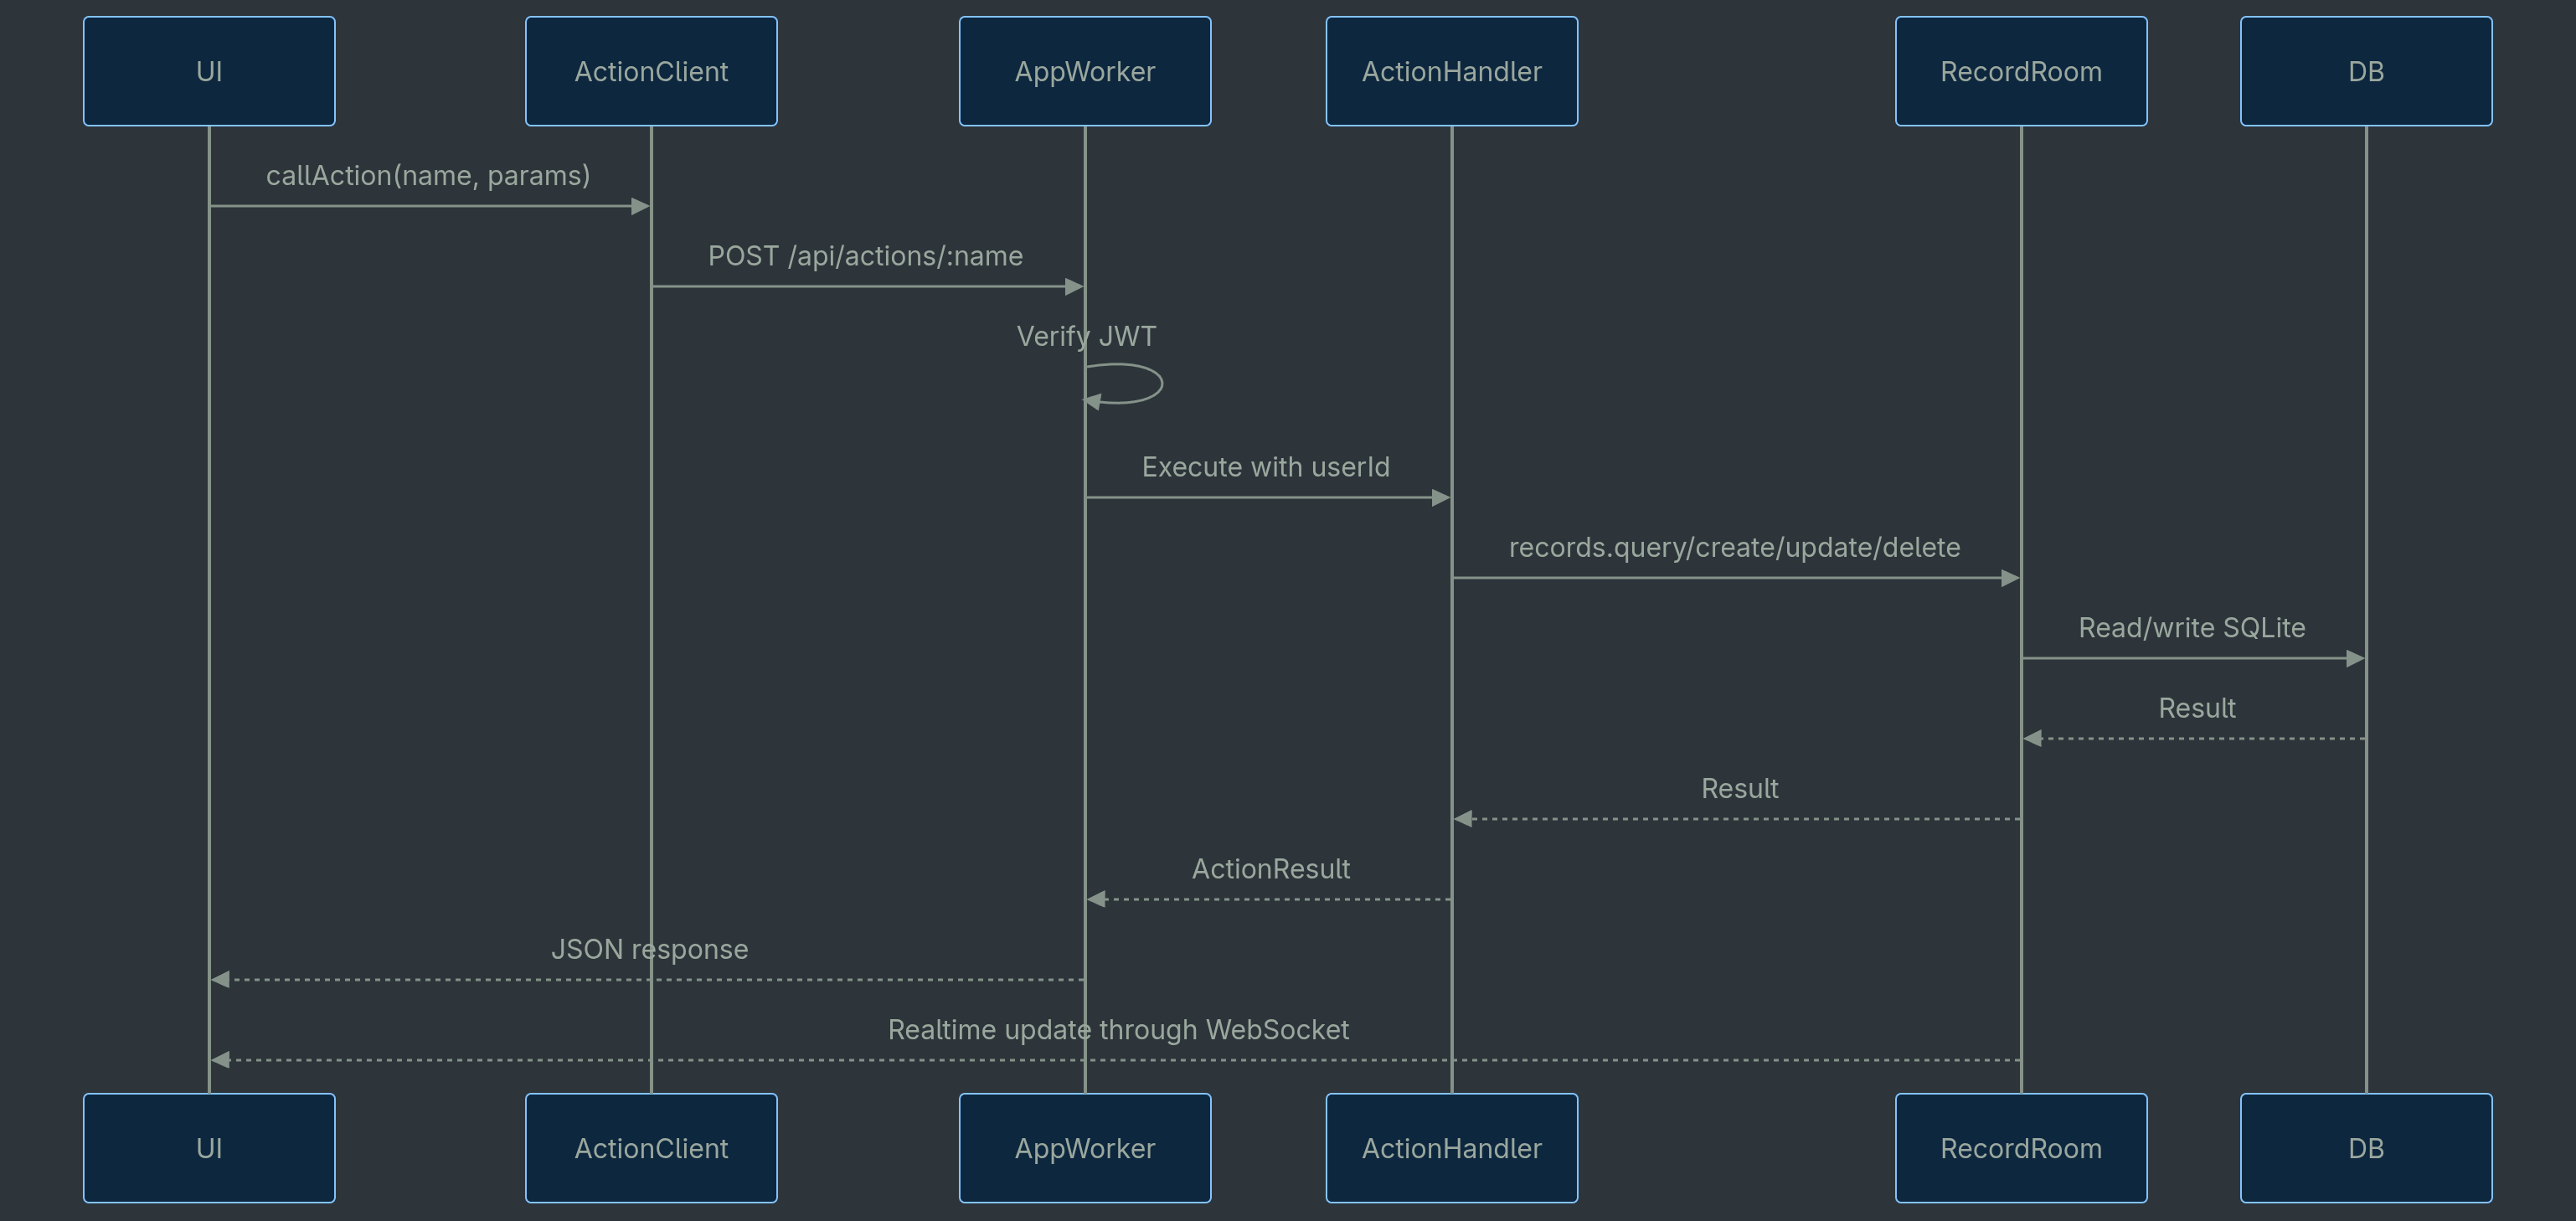 UI
ActionClient
AppWorker
ActionHandler
RecordRoom
DB
callAction(name, params)
POST /api/actions/:name
Verify JWT
Execute with userId
records.query/create/update/delete
Read/write SQLite
Result
Result
ActionResult
JSON response
Realtime update through WebSocket
UI
ActionClient
AppWorker
ActionHandler
RecordRoom
DB